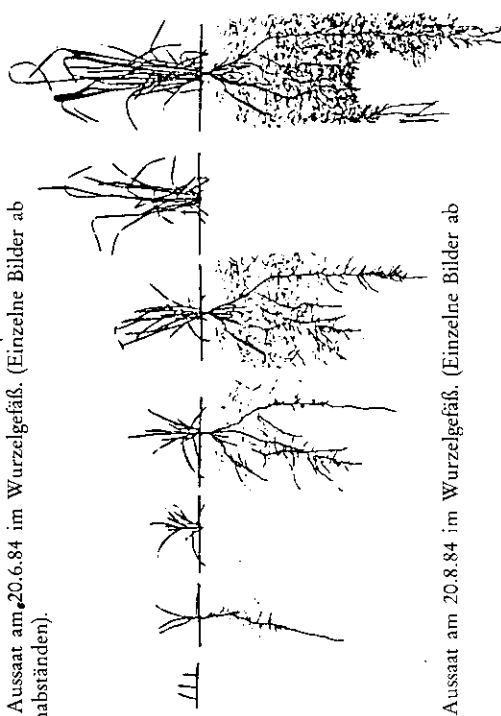 Aussaat am 20.6.84 im Wurzelgefäß. (Einzelne Bilder ab
nabständen).
Aussaat am 20.8.84 im Wurzelgefäß. (Einzelne Bilder ab